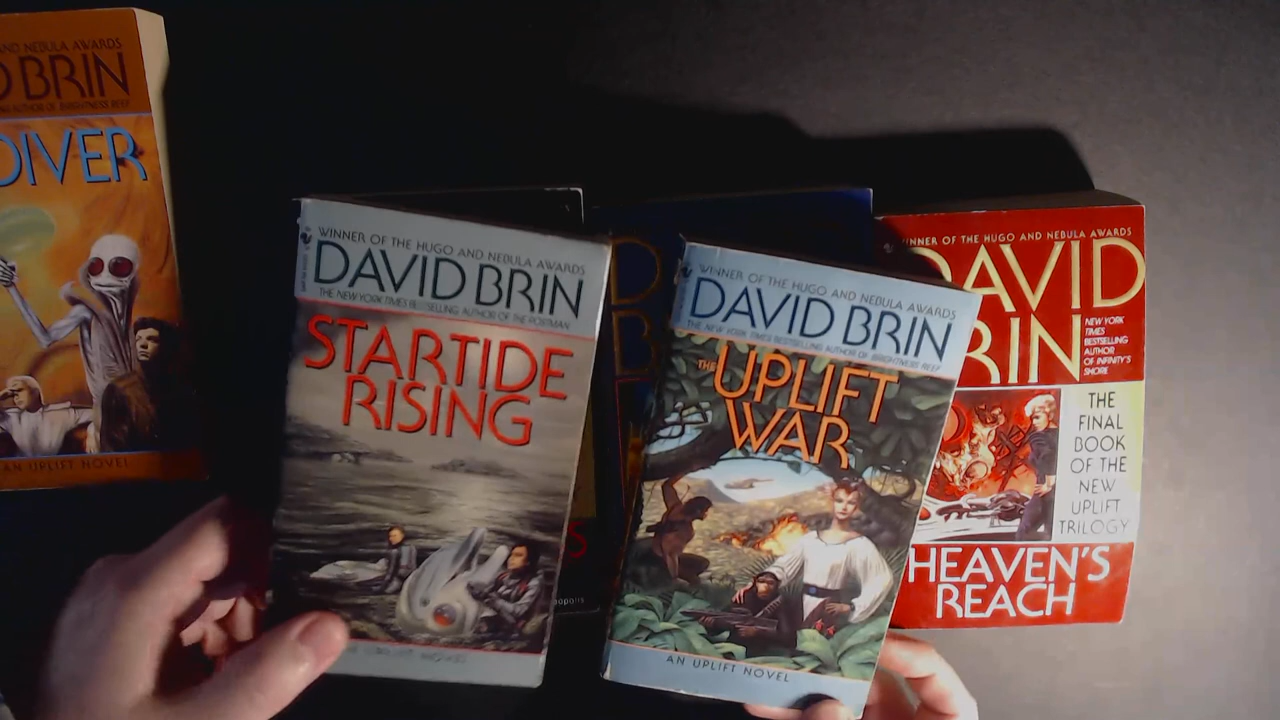 AND NEBULA AWARDS
D BRIN
AUTHOR OF BRIGHTNESS REEF
DIVER
AN UPLIFT NOVEL
WINNER OF THE HUGO AND NEBULA AWARDS
DAVID BRIN
THE NEW YORK TIMES BESTSELLING AUTHOR OF THE POSTMAN
STARTIDE
RISING
WINNER OF THE HUGO AND NEBULA AWARDS
DAVID BRIN
THE NEW YORK TIMES BESTSELLING AUTHOR OF BRIGHTNESS REEF
THE UPLIFT
WAR
AN UPLIFT NOVEL
WINNER OF THE HUGO AND NEBULA AWARDS
DAVID
BRIN
NEW YORK
TIMES
BESTSELLING
AUTHOR
OF INFINITY'S
SHORE
THE
FINAL
BOOK
OF THE
NEW
UPLIFT
TRILOGY
HEAVEN'S
REACH